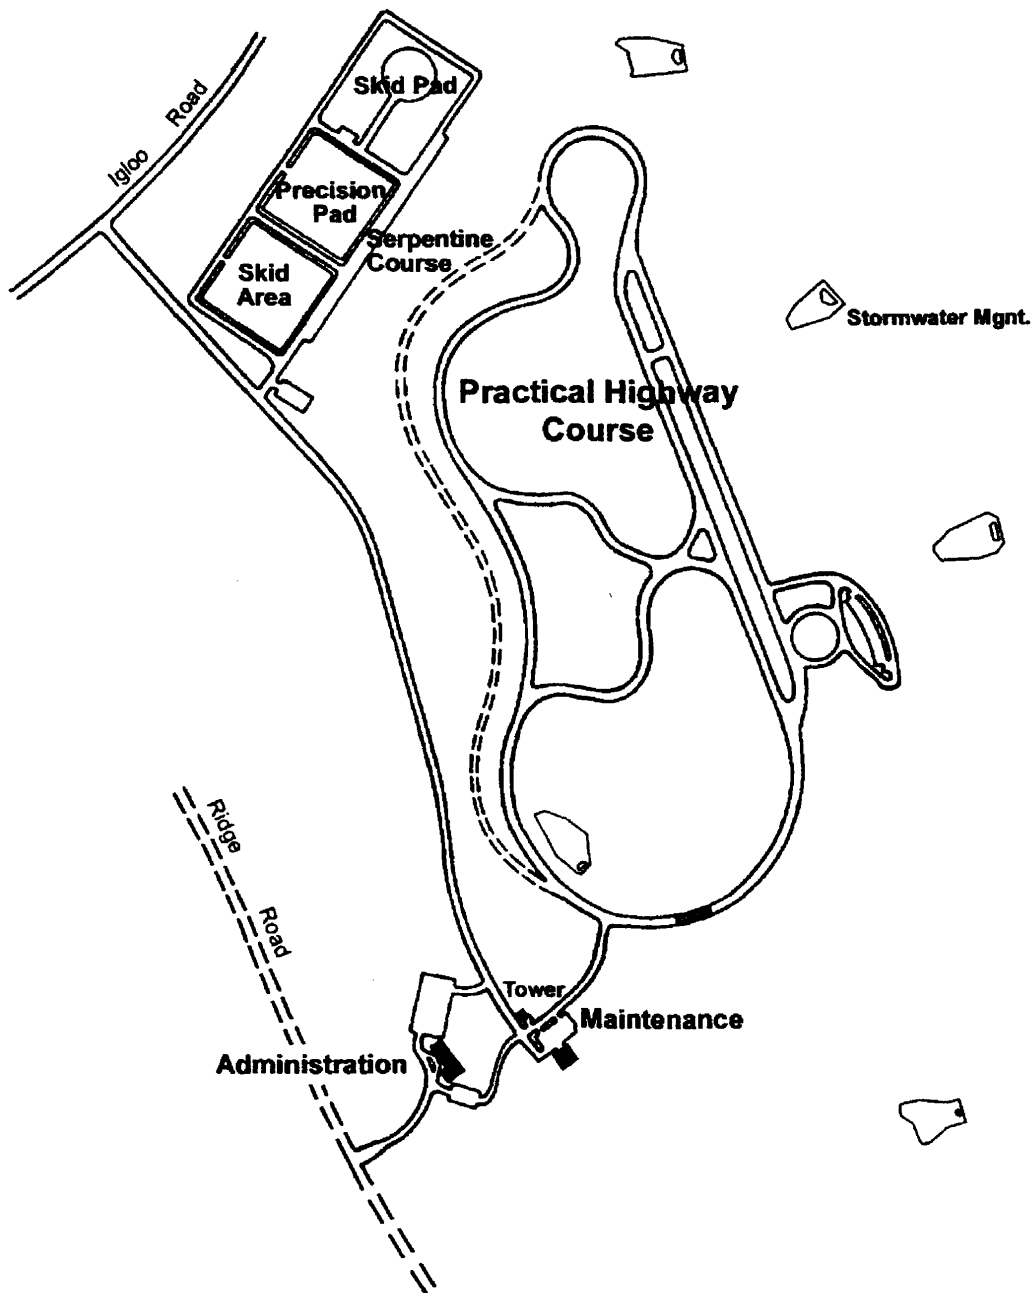 Skid Pad
Igloo Road
Precision
Pad
Serpentine
Course
Skid
Area
Stormwater Mgnt.
Practical Highway
Course
Ridge Road
Tower
Maintenance
Administration